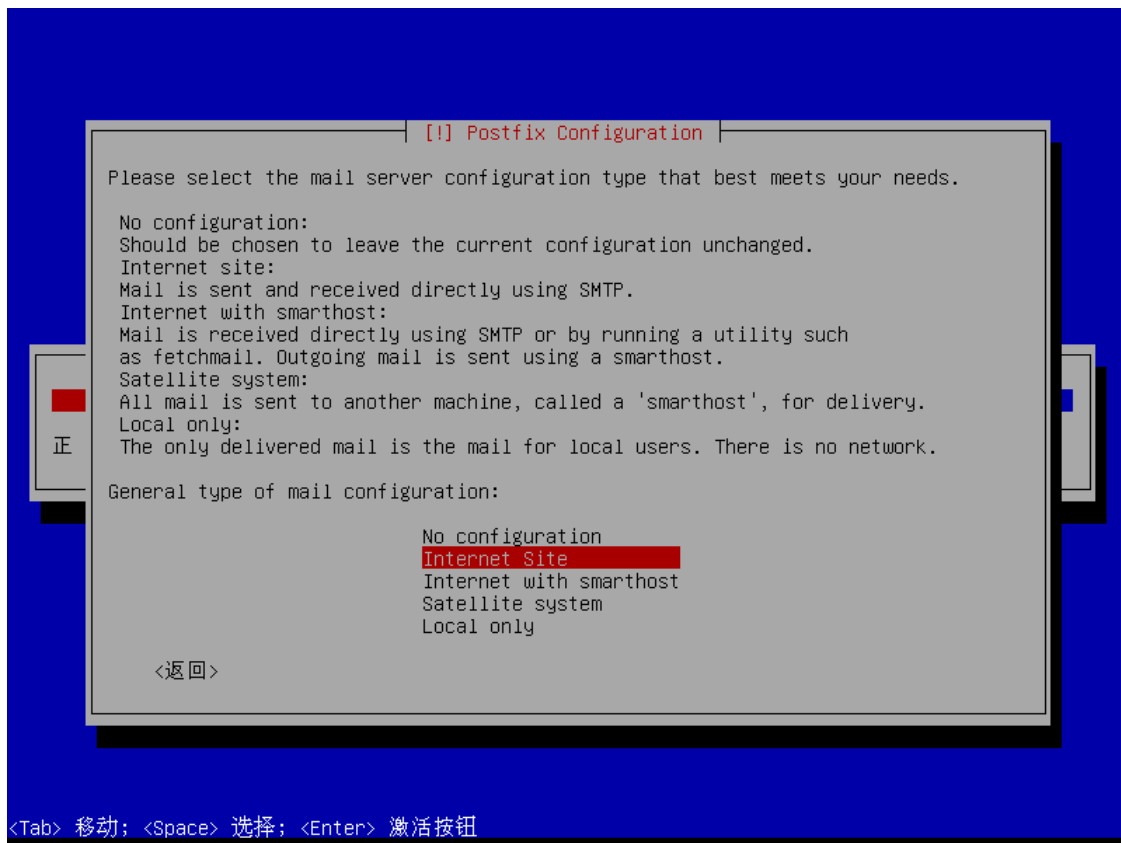 [!] Postfix Configuration
Please select the mail server configuration type that best meets your needs.
No configuration:
Should be chosen to leave the current configuration unchanged.
Internet site:
Mail is sent and received directly using SMTP.
Internet with smarthost:
Mail is received directly using SMTP or by running a utility such
as fetchmail. Outgoing mail is sent using a smarthost.
Satellite system:
All mail is sent to another machine, called a 'smarthost', for delivery.
Local only:
正
The only delivered mail is the mail for local users. There is no network.
General type of mail configuration:
No configuration
Internet Site
Internet with smarthost
Satellite system
Local only
<返回>
<Tab> 移动; <Space> 选择; <Enter> 激活按钮